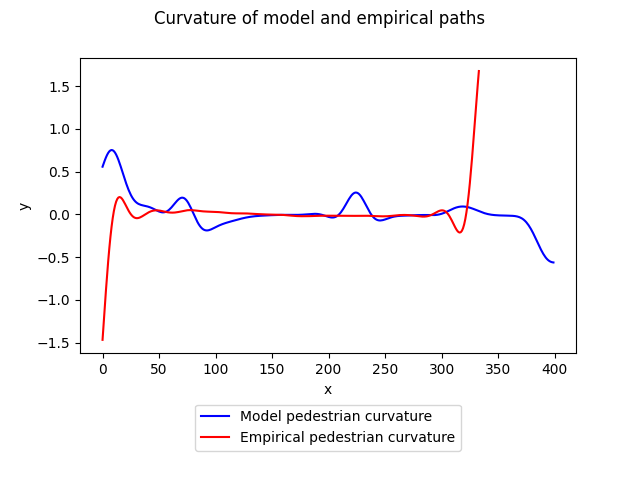 Curvature of model and empirical paths
1.5
1.0
0.5
0.0
−0.5
−1.0
−1.5
y
0 50 100 150 200 250 300 350 400
x
Model pedestrian curvature
Empirical pedestrian curvature